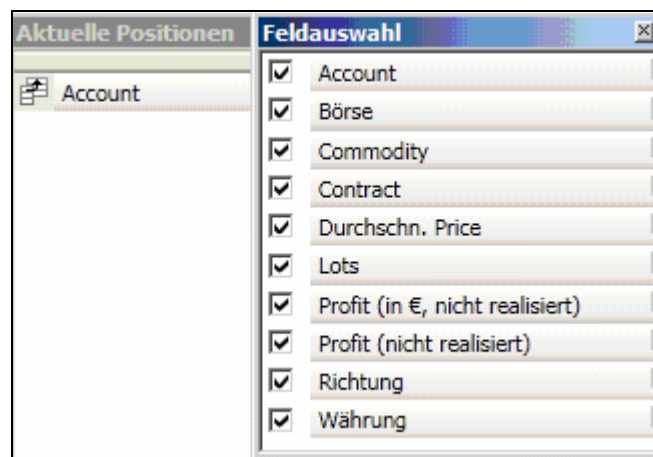 Aktuelle Positionen
Account
Feldauswahl
Account
Börse
Commodity
Contract
Durchschn. Price
Lots
Profit (in €, nicht realisiert)
Profit (nicht realisiert)
Richtung
Währung